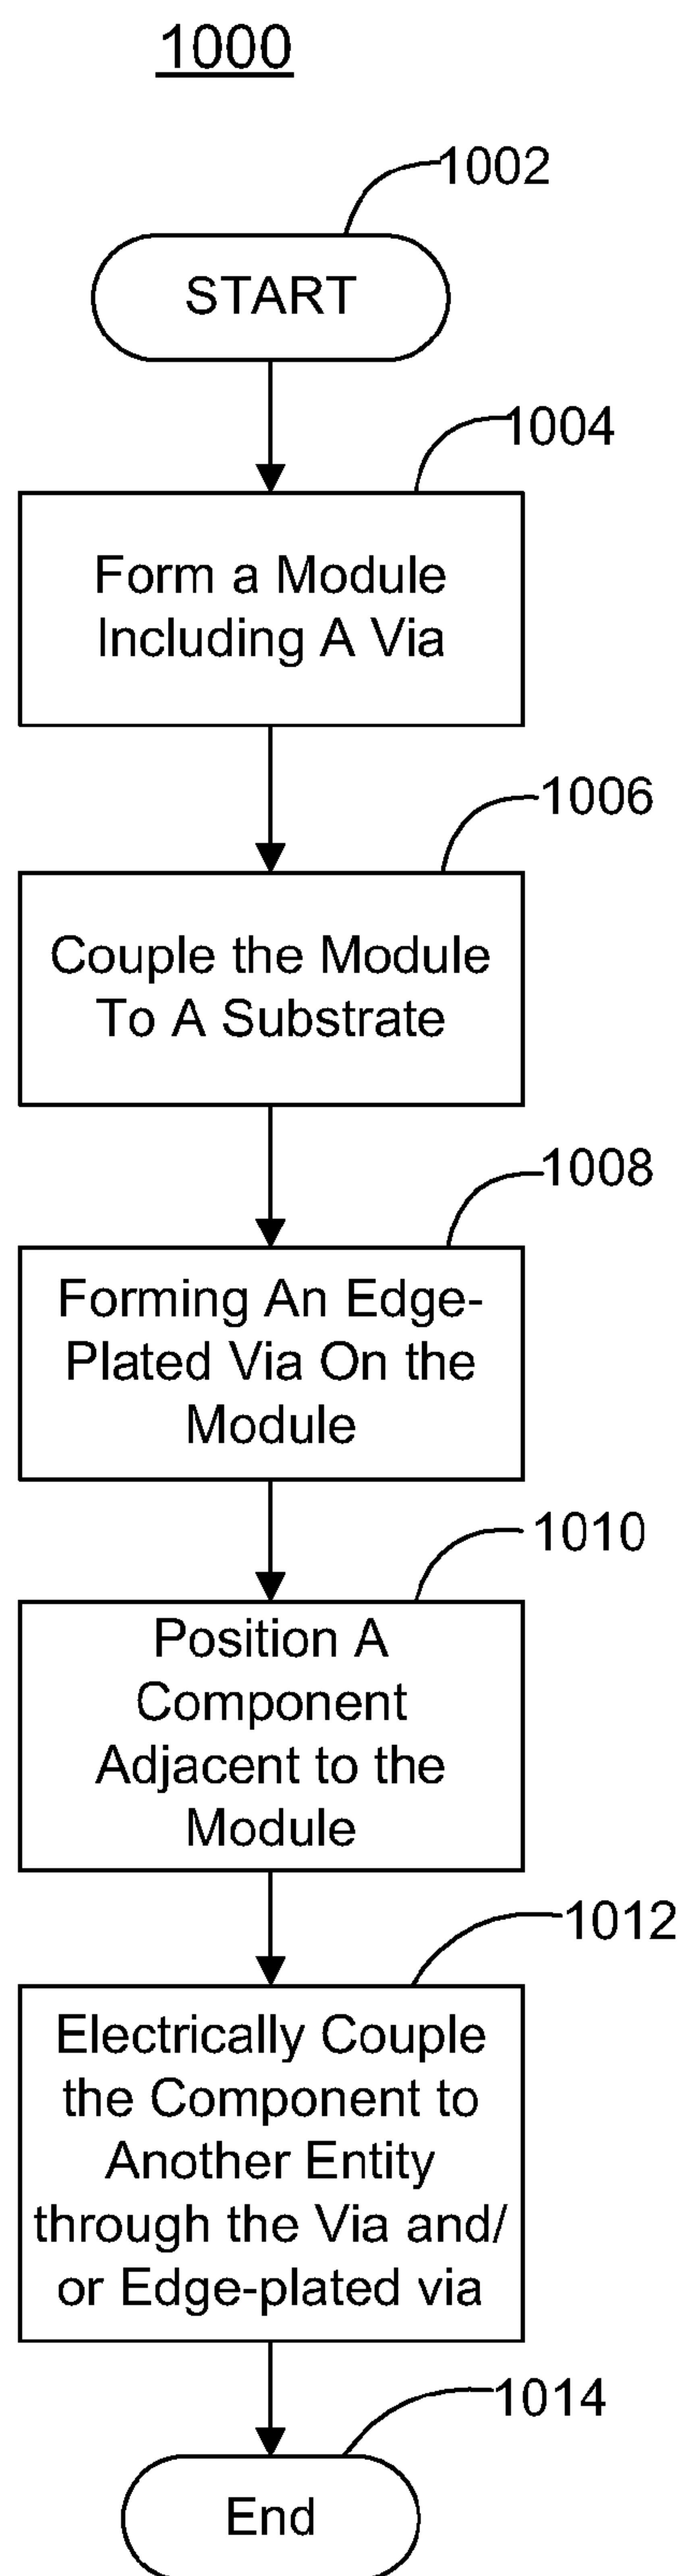 1000
1002
START
1004
Form a Module
Including A Via
1006
Couple the Module
To A Substrate
1008
Forming An Edge-
Plated Via On the
Module
1010
Position A
Component
Adjacent to the
Module
1012
Electrically Couple
the Component to
Another Entity
through the Via and/
or Edge-plated via
1014
End